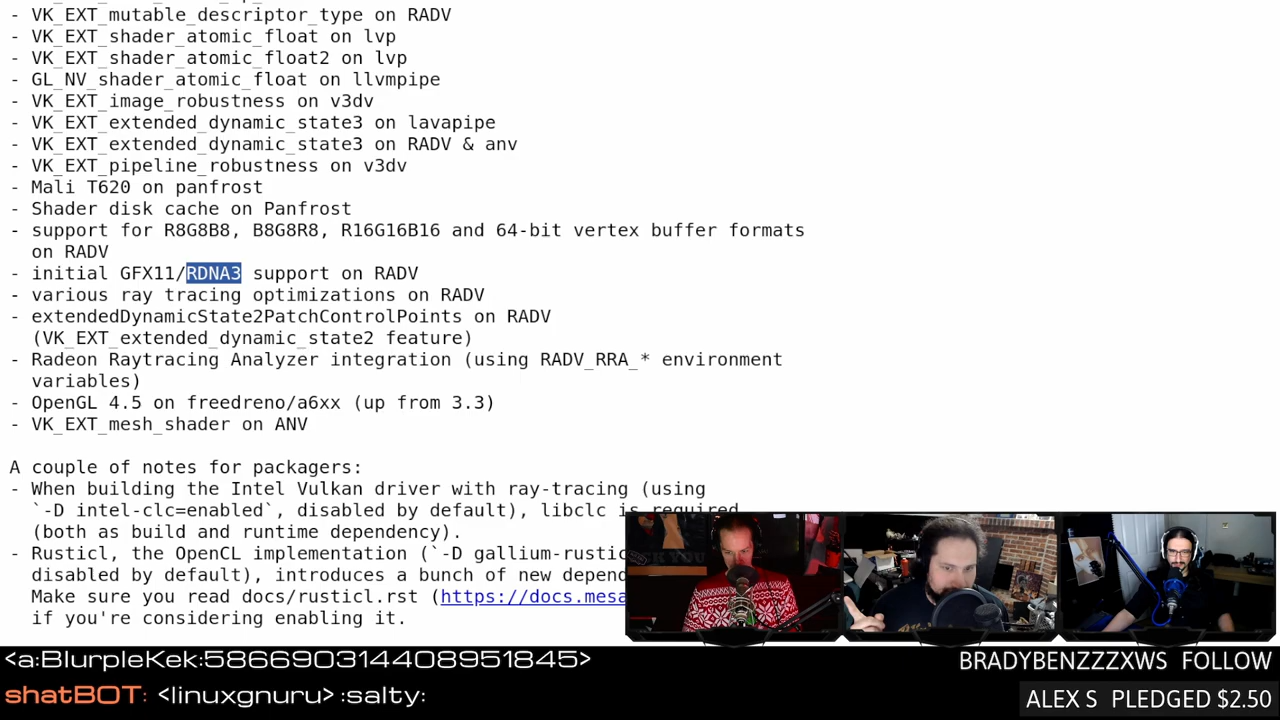 - VK_EXT_mutable_descriptor_type on RADV
- VK_EXT_shader_atomic_float on lvp
- VK_EXT_shader_atomic_float2 on lvp
- GL_NV_shader_atomic_float on llvmpipe
- VK_EXT_image_robustness on v3dv
- VK_EXT_extended_dynamic_state3 on lavapipe
- VK_EXT_extended_dynamic_state3 on RADV & anv
- VK_EXT_pipeline_robustness on v3dv
- Mali T620 on panfrost
- Shader disk cache on Panfrost
- support for R8G8B8, B8G8R8, R16G16B16 and 64-bit vertex buffer formats
on RADV
- initial GFX11/RDNA3 support on RADV
- various ray tracing optimizations on RADV
- extendedDynamicState2PatchControlPoints on RADV
(VK_EXT_extended_dynamic_state2 feature)
- Radeon Raytracing Analyzer integration (using RADV_RRA_* environment
variables)
- OpenGL 4.5 on freedreno/a6xx (up from 3.3)
- VK_EXT_mesh_shader on ANV
A couple of notes for packagers:
- When building the Intel Vulkan driver with ray-tracing (using
`-D intel-clc=enabled`, disabled by default), libclc is required
(both as build and runtime dependency).
- Rusticl, the OpenCL implementation (`-D gallium-rustic
disabled by default), introduces a bunch of new depend
Make sure you read docs/rusticl.rst (https://docs.mesa
if you're considering enabling it.
<a:BlurpleKek:586690314408951845>
shatBOT: <linuxgnuru> :salty:
BRADYBENZZZXWS FOLLOW
ALEX S PLEDGED $2.50